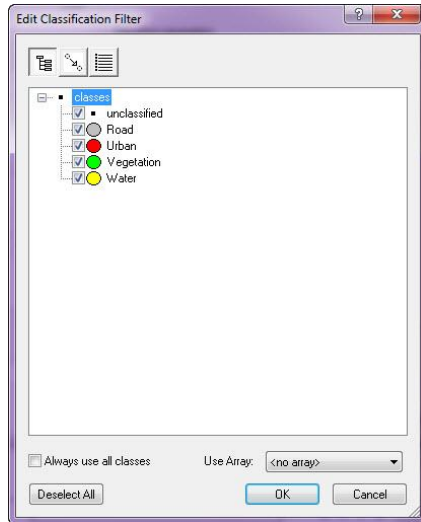 Edit Classification Filter
classes
unclassified
Road
Urban
Vegetation
Water
Always use all classes Use Array: <no array>
Deselect All OK Cancel